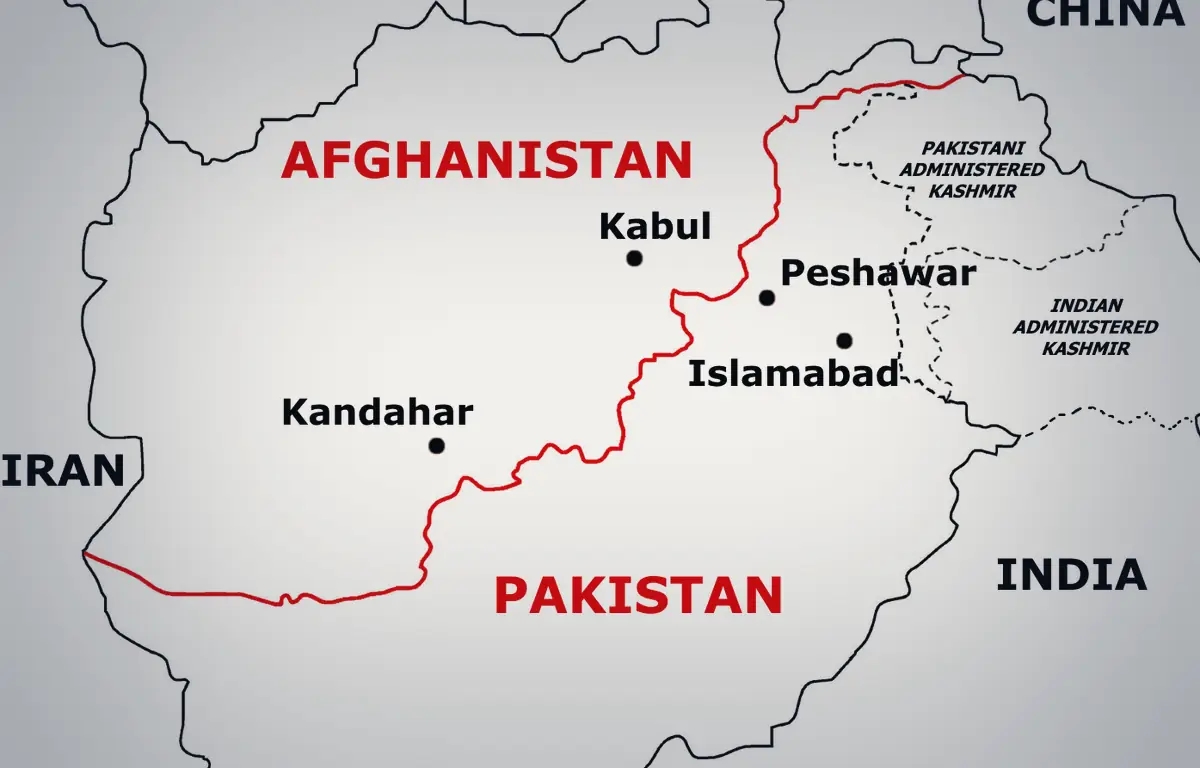 CHINA
AFGHANISTAN
PAKISTANI
ADMINISTERED
KASHMIR
Kabul
Peshawar
INDIAN
ADMINISTERED
KASHMIR
Islamabad
Kandahar
IRAN
INDIA
PAKISTAN